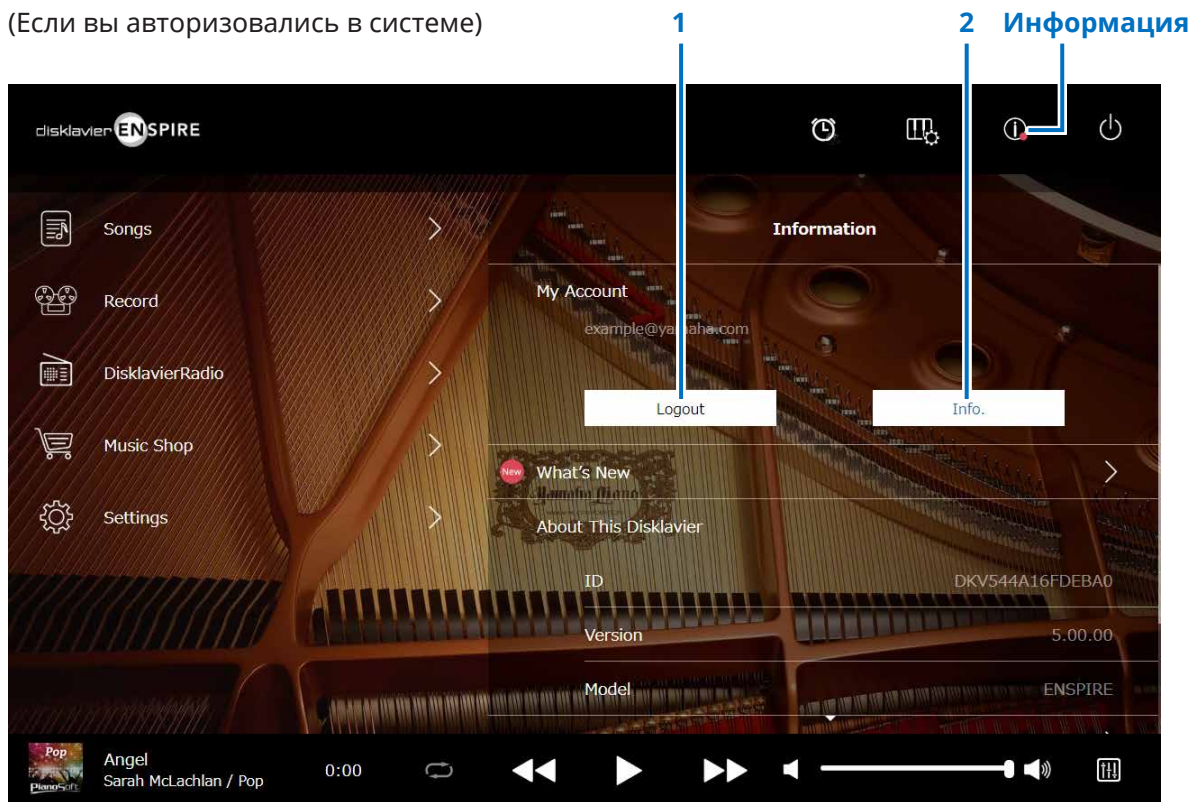 (Если вы авторизовались в системе)
1
2
Информация
disklavier ENSPIRE
Songs
Record
DisklavierRadio
Music Shop
Settings
Information
My Account
example@yamaha.com
Logout
Info.
New What's New
Yamaha Piano
About This Disklavier
ID DKV544A16FDEBA0
Version 5.00.00
Model ENSPIRE
Pop
PianoSoft
Angel
Sarah McLachlan / Pop
0:00